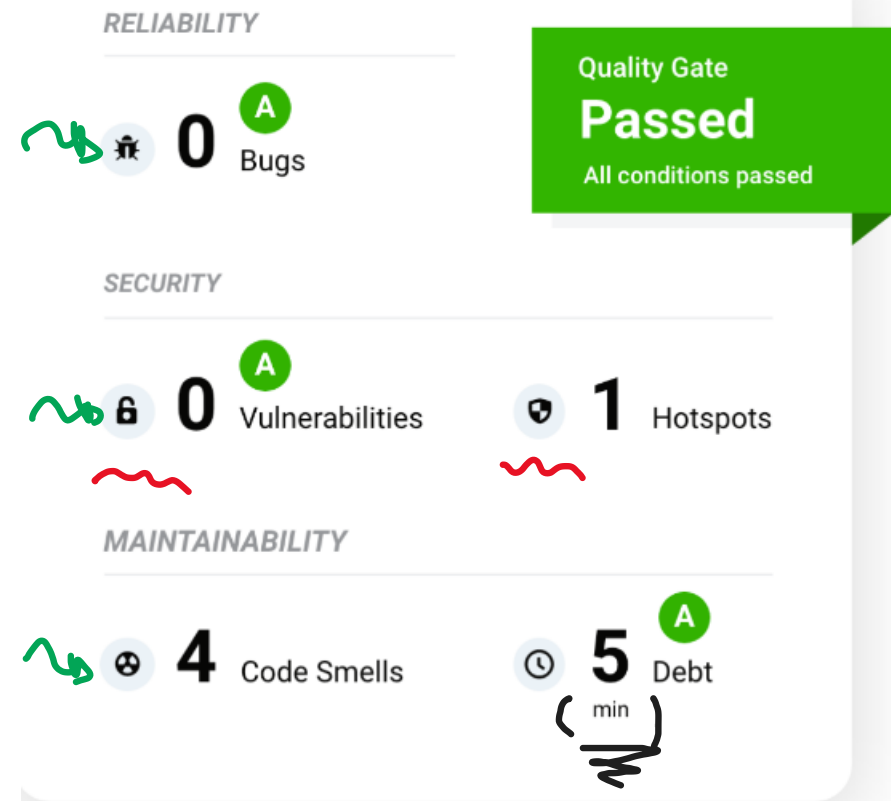 RELIABILITY
0
A
Bugs
Quality Gate
Passed
All conditions passed
SECURITY
0
A
Vulnerabilities
1
Hotspots
MAINTAINABILITY
4
Code Smells
5
min
A
Debt